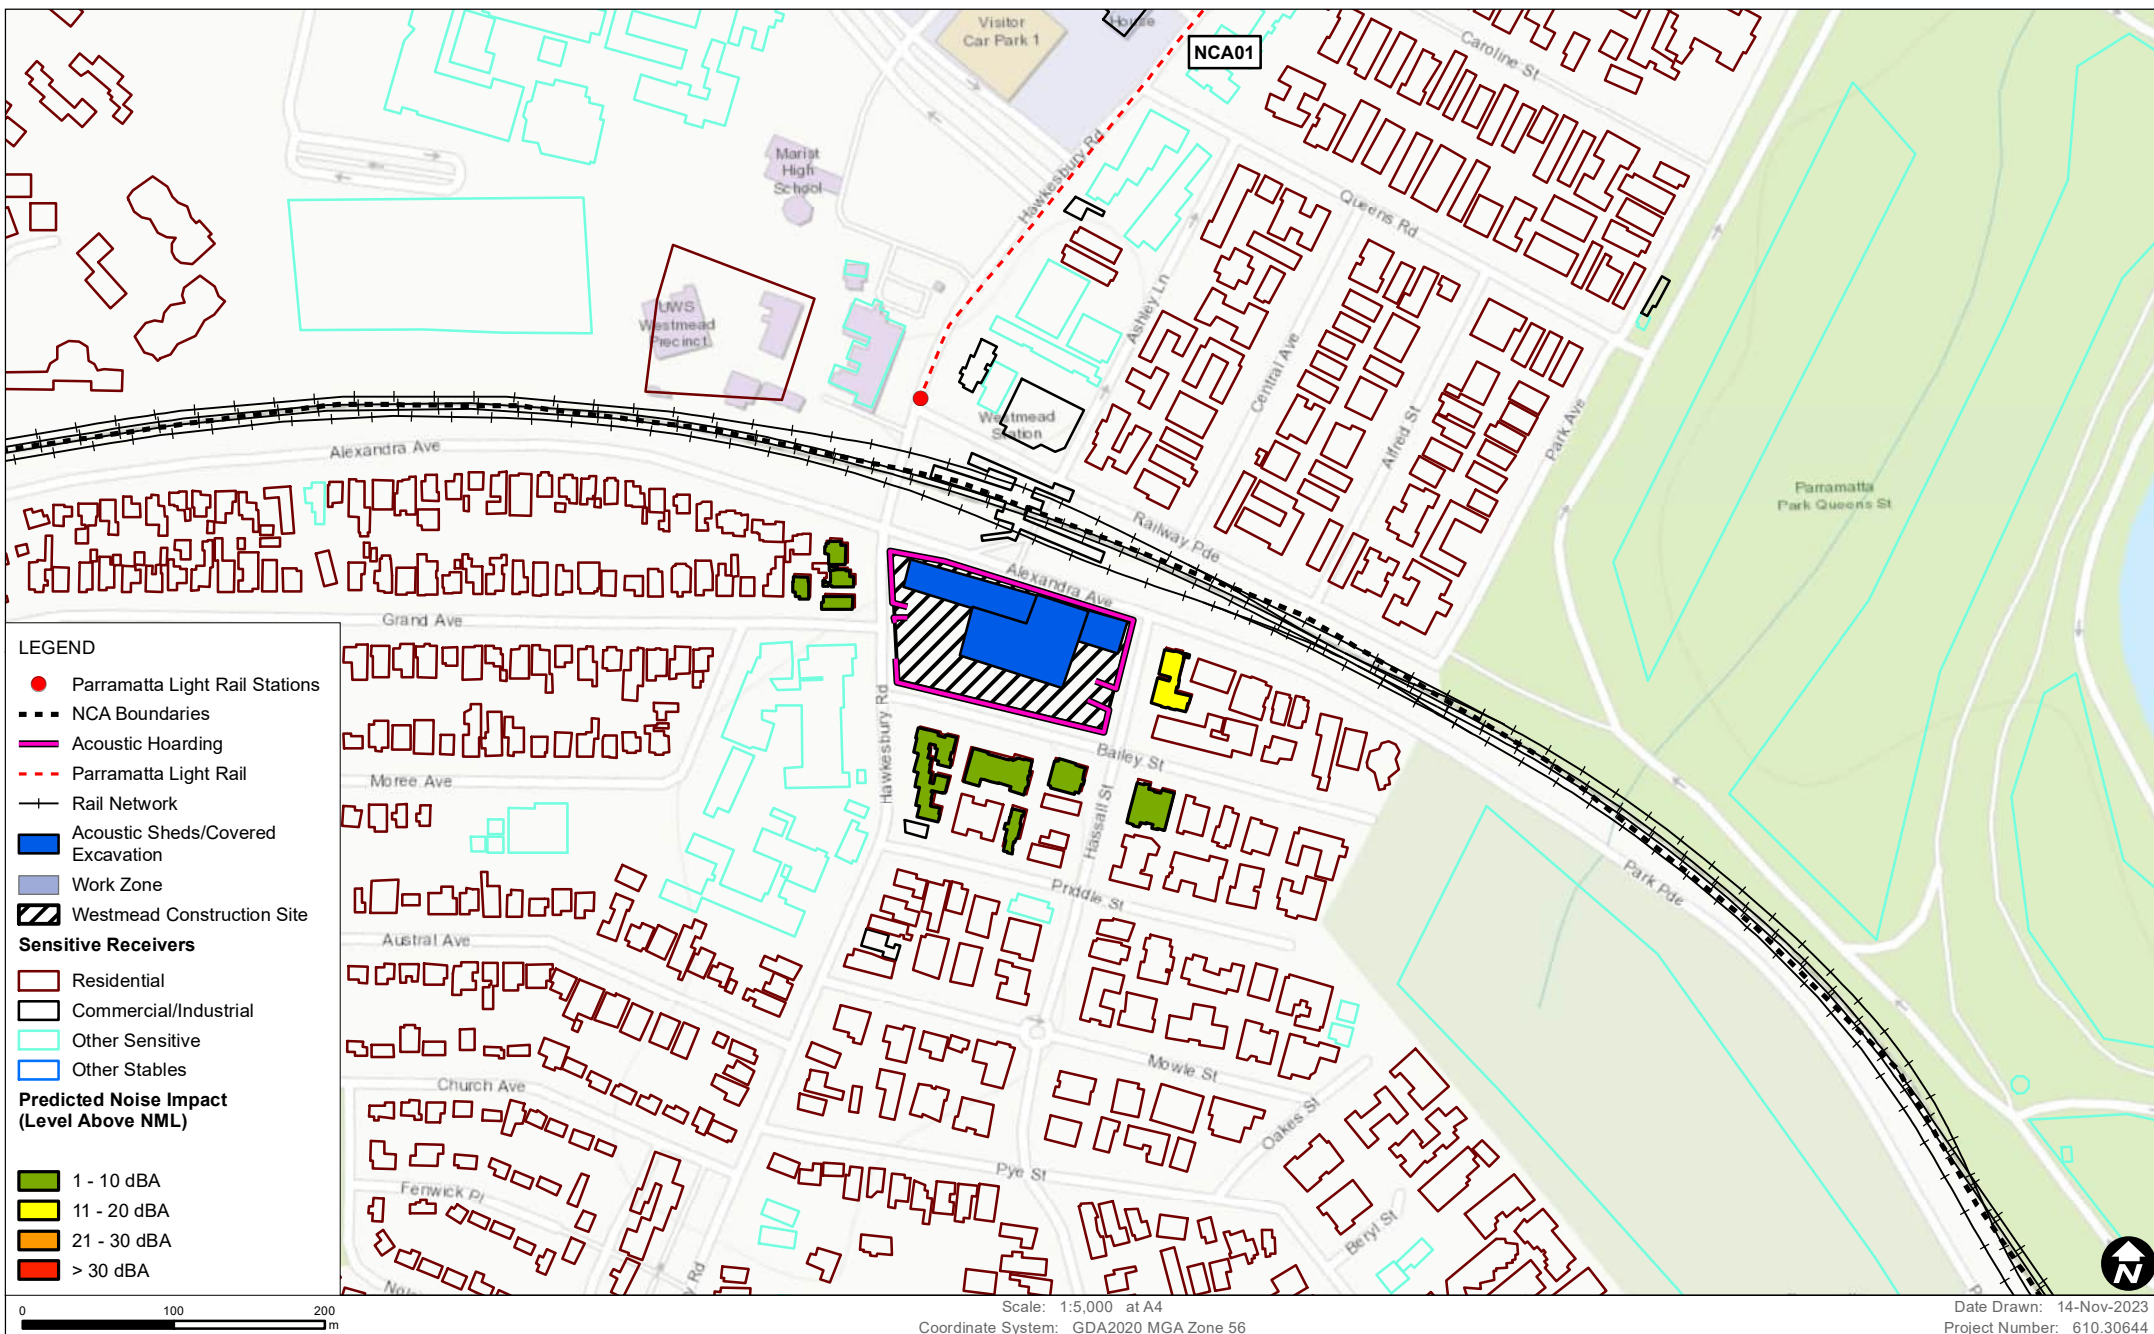 Visitor
Car Park 1
House
NCA01
Caroline St
Marist
High
School
Hawkesbury Rd
Queens Rd
UWS
Westmead
Precinct
Ashley Ln
Central Ave
Westmead
Station
Alfred St
Park Ave
Alexandra Ave
Parramatta
Park Queens St
Railway Pde
Alexandra Ave
Grand Ave
Hawkesbury Rd
Bailey St
Moree Ave
Hassall St
Priddle St
Park Pde
Austral Ave
Mowle St
Church Ave
Oakes St
Pye St
Fenwick Pl
Beryl St
y Rd
LEGEND
Parramatta Light Rail Stations
NCA Boundaries
Acoustic Hoarding
Parramatta Light Rail
Rail Network
Acoustic Sheds/Covered
Excavation
Work Zone
Westmead Construction Site
Sensitive Receivers
Residential
Commercial/Industrial
Other Sensitive
Other Stables
Predicted Noise Impact
(Level Above NML)
1 - 10 dBA
11 - 20 dBA
21 - 30 dBA
> 30 dBA
N
0 100 200
m
Scale: 1:5,000 at A4
Coordinate System: GDA2020 MGA Zone 56
Date Drawn: 14-Nov-2023
Project Number: 610.30644